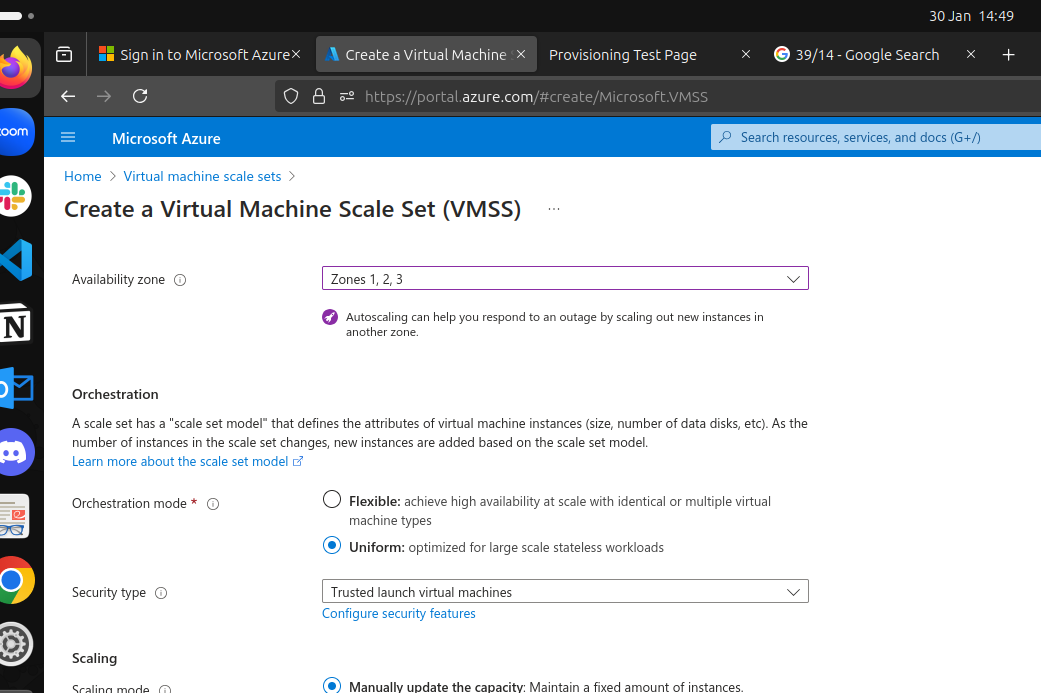 30 Jan 14:49
Sign in to Microsoft Azure
Create a Virtual Machine
Provisioning Test Page
39/14 - Google Search
https://portal.azure.com/#create/Microsoft.VMSS
zoom
Microsoft Azure
Search resources, services, and docs (G+/)
Home > Virtual machine scale sets >
Create a Virtual Machine Scale Set (VMSS) ...
Availability zone
Zones 1, 2, 3
Autoscaling can help you respond to an outage by scaling out new instances in
another zone.
Orchestration
A scale set has a "scale set model" that defines the attributes of virtual machine instances (size, number of data disks, etc). As the
number of instances in the scale set changes, new instances are added based on the scale set model.
Learn more about the scale set model
Orchestration mode *
Flexible: achieve high availability at scale with identical or multiple virtual
machine types
Uniform: optimized for large scale stateless workloads
Security type
Trusted launch virtual machines
Configure security features
Scaling
Scaling mode
Manually update the capacity: Maintain a fixed amount of instances.